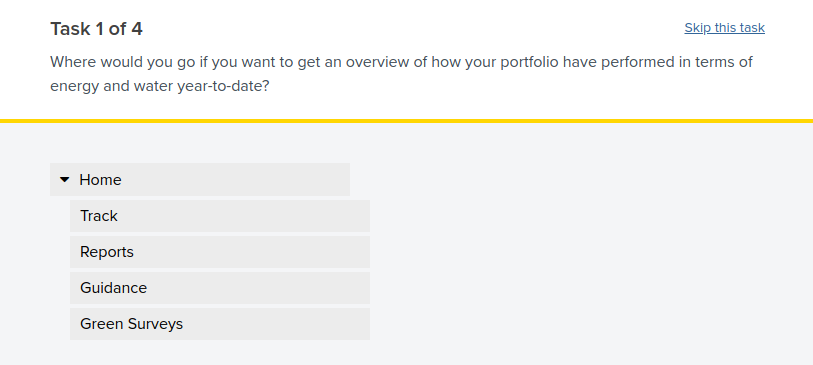 Task 1 of 4
Skip this task
Where would you go if you want to get an overview of how your portfolio have performed in terms of
energy and water year-to-date?
Home
Track
Reports
Guidance
Green Surveys